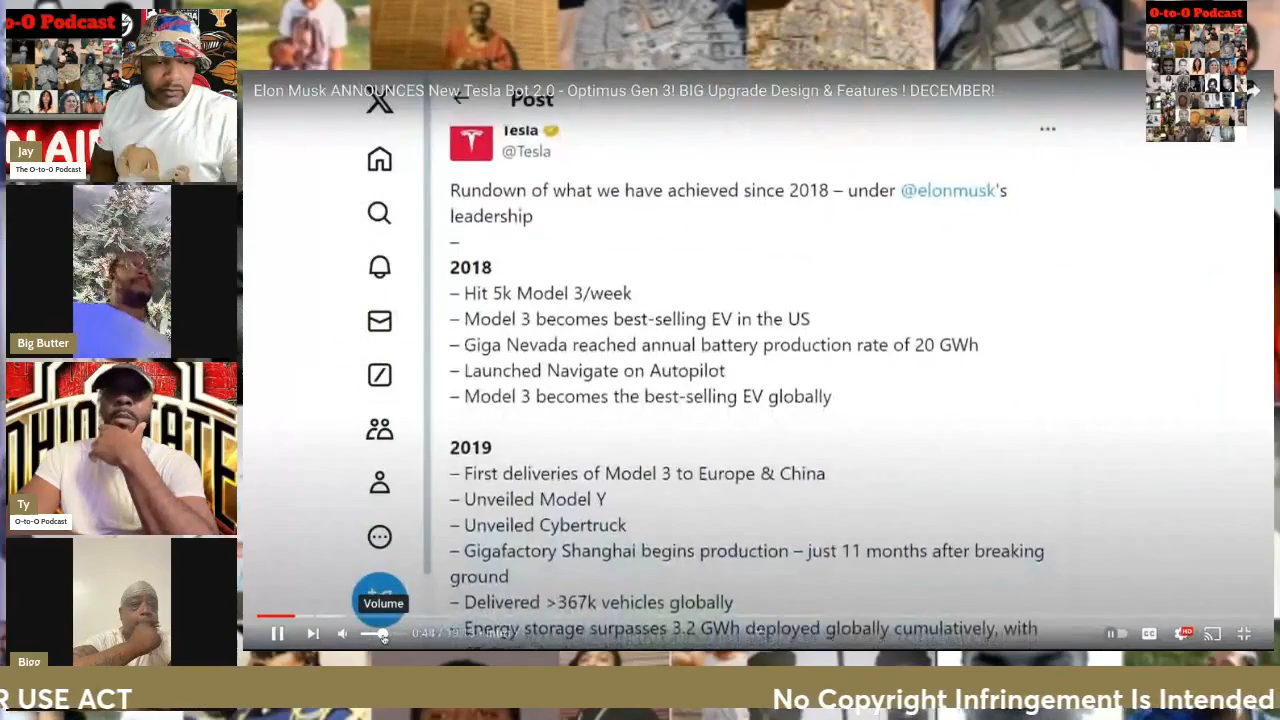 o-O Podcast
Jay
The O-to-O Podcast
Big Butter
OHIO STATE
Ty
O-to-O Podcast
Bigg
O-to-O Podcast
Elon Musk ANNOUNCES New Tesla Bot 2.0 - Optimus Gen 3! BIG Upgrade Design & Features ! DECEMBER!
Post
Tesla
@Tesla
Rundown of what we have achieved since 2018 – under @elonmusk's
leadership
–
2018
– Hit 5k Model 3/week
– Model 3 becomes best-selling EV in the US
– Giga Nevada reached annual battery production rate of 20 GWh
– Launched Navigate on Autopilot
– Model 3 becomes the best-selling EV globally
2019
– First deliveries of Model 3 to Europe & China
– Unveiled Model Y
– Unveiled Cybertruck
– Gigafactory Shanghai begins production – just 11 months after breaking
ground
– Delivered >367k vehicles globally
– Energy storage surpasses 3.2 GWh deployed globally cumulatively, with
Volume
CC
HD
R USE ACT
No Copyright Infringement Is Intended